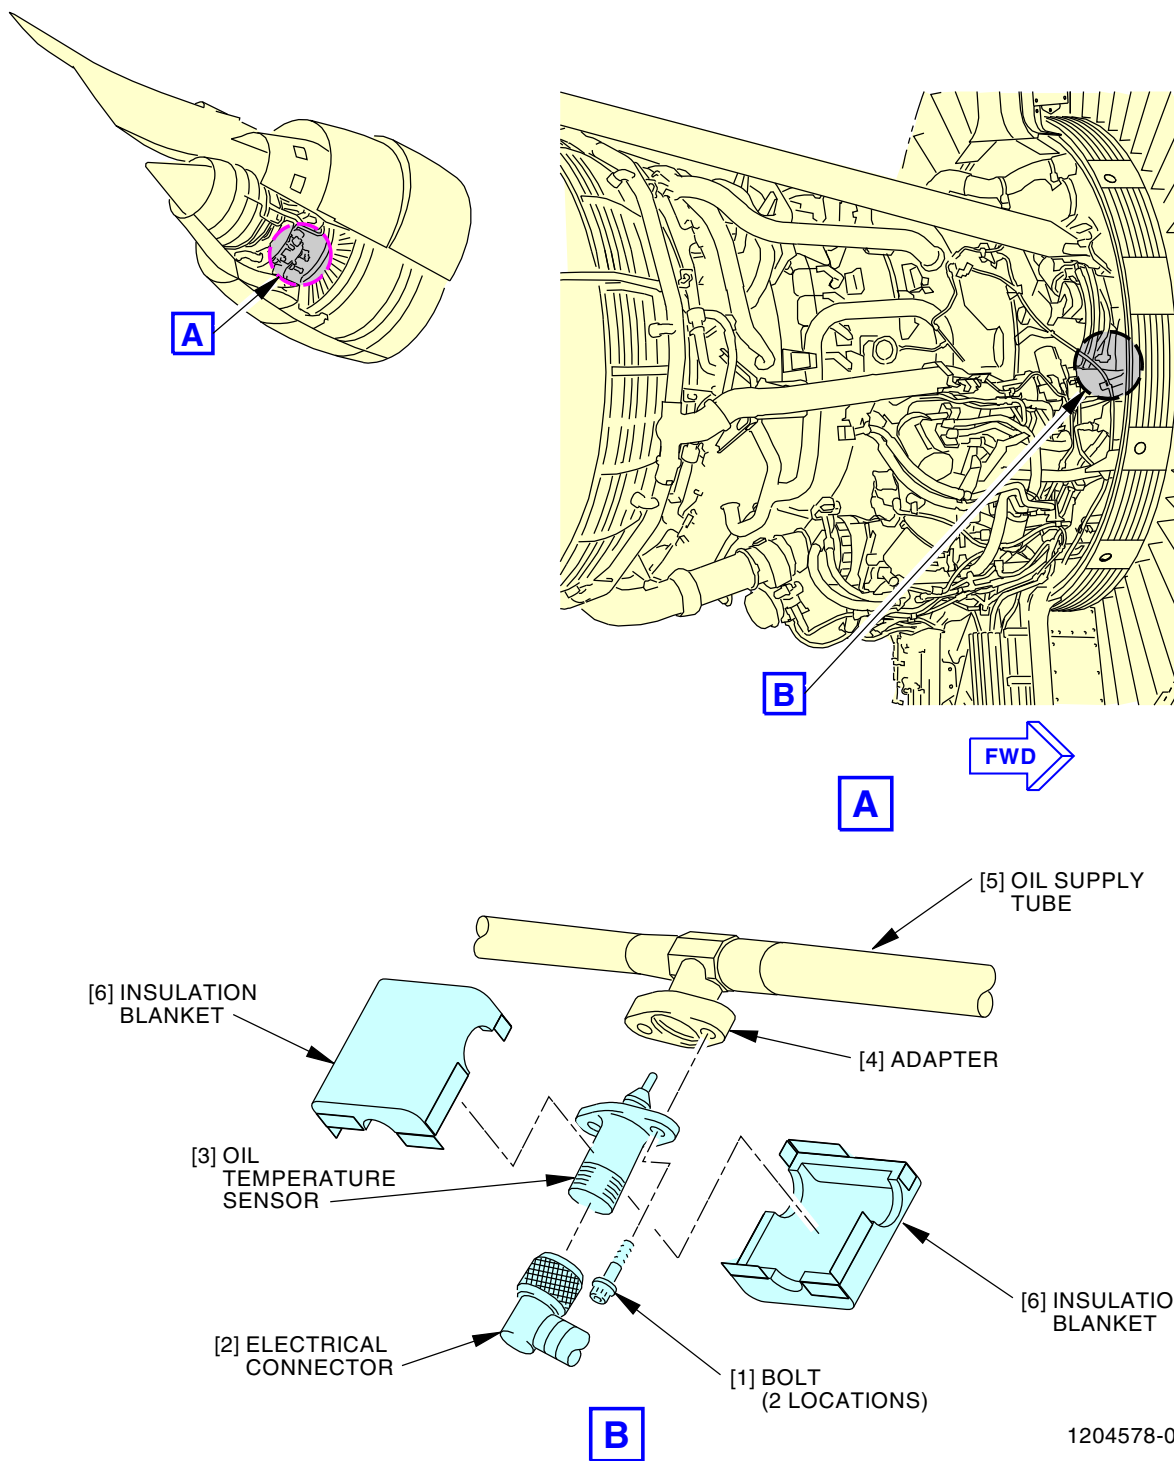 A
B
FWD
A
[5] OIL SUPPLY
TUBE
[6] INSULATION
BLANKET
[4] ADAPTER
[3] OIL
TEMPERATURE
SENSOR
[6] INSULATIO
BLANKET
[2] ELECTRICAL
CONNECTOR
[1] BOLT
(2 LOCATIONS)
B
1204578-0